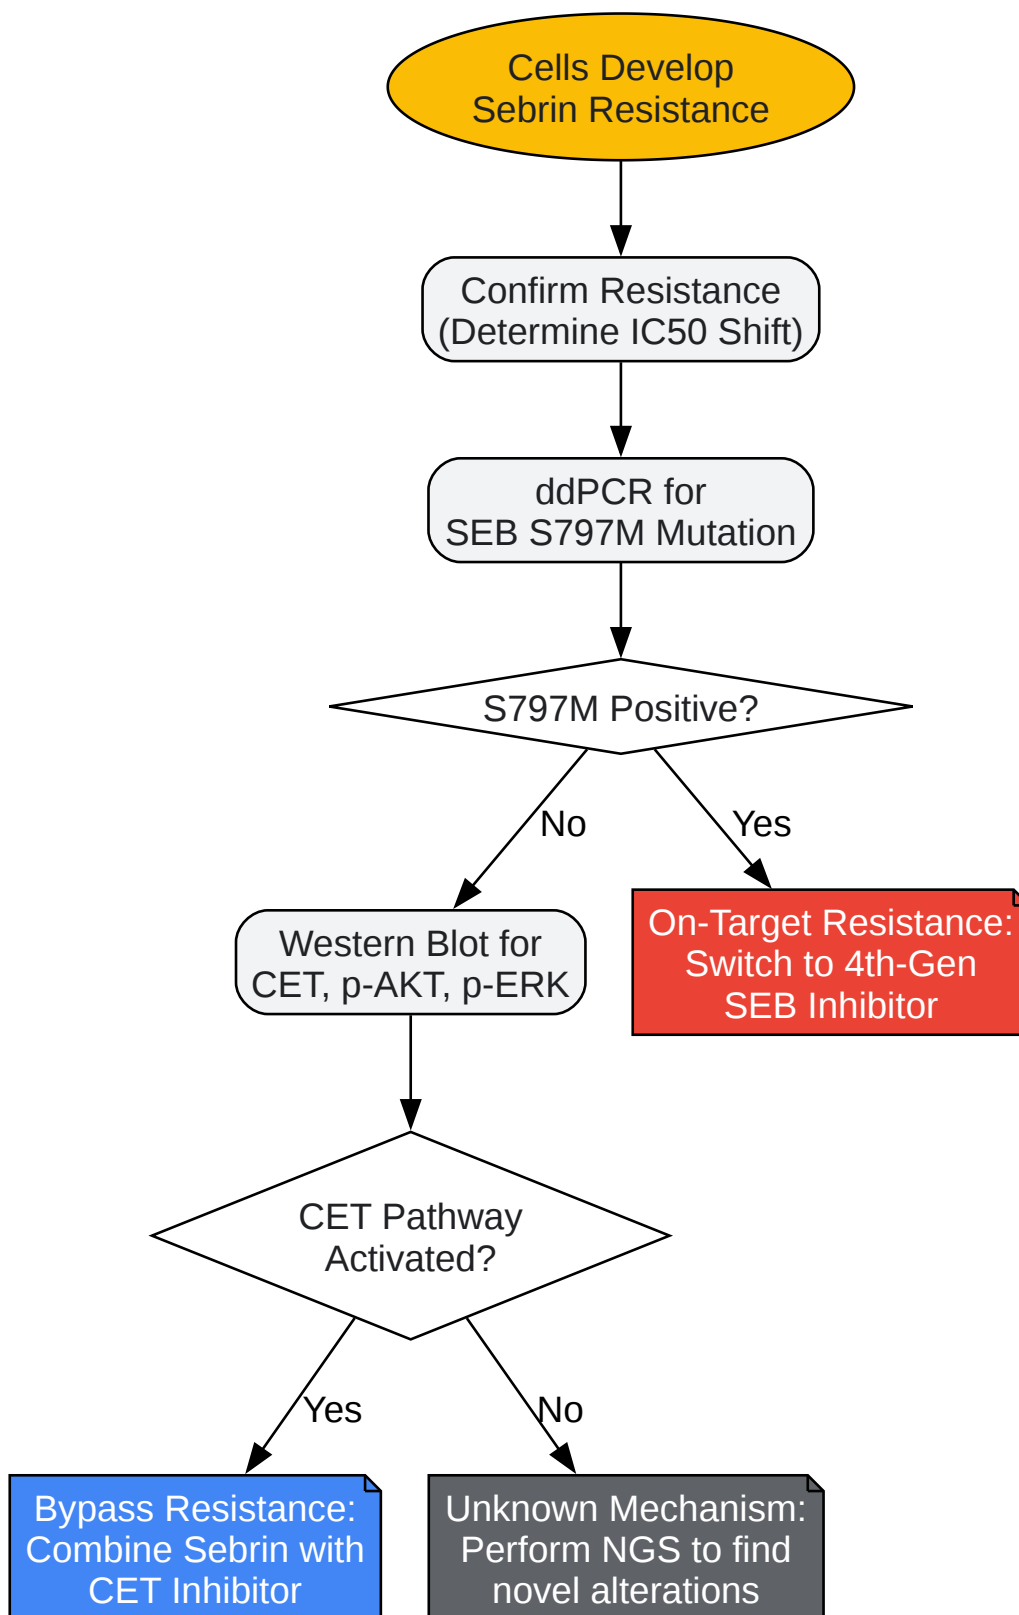 Cells Develop
Sebrin Resistance
Confirm Resistance
(Determine IC50 Shift)
ddPCR for
SEB S797M Mutation
S797M Positive?
No
Yes
Western Blot for
CET, p-AKT, p-ERK
On-Target Resistance:
Switch to 4th-Gen
SEB Inhibitor
CET Pathway
Activated?
Yes
No
Bypass Resistance:
Combine Sebrin with
CET Inhibitor
Unknown Mechanism:
Perform NGS to find
novel alterations